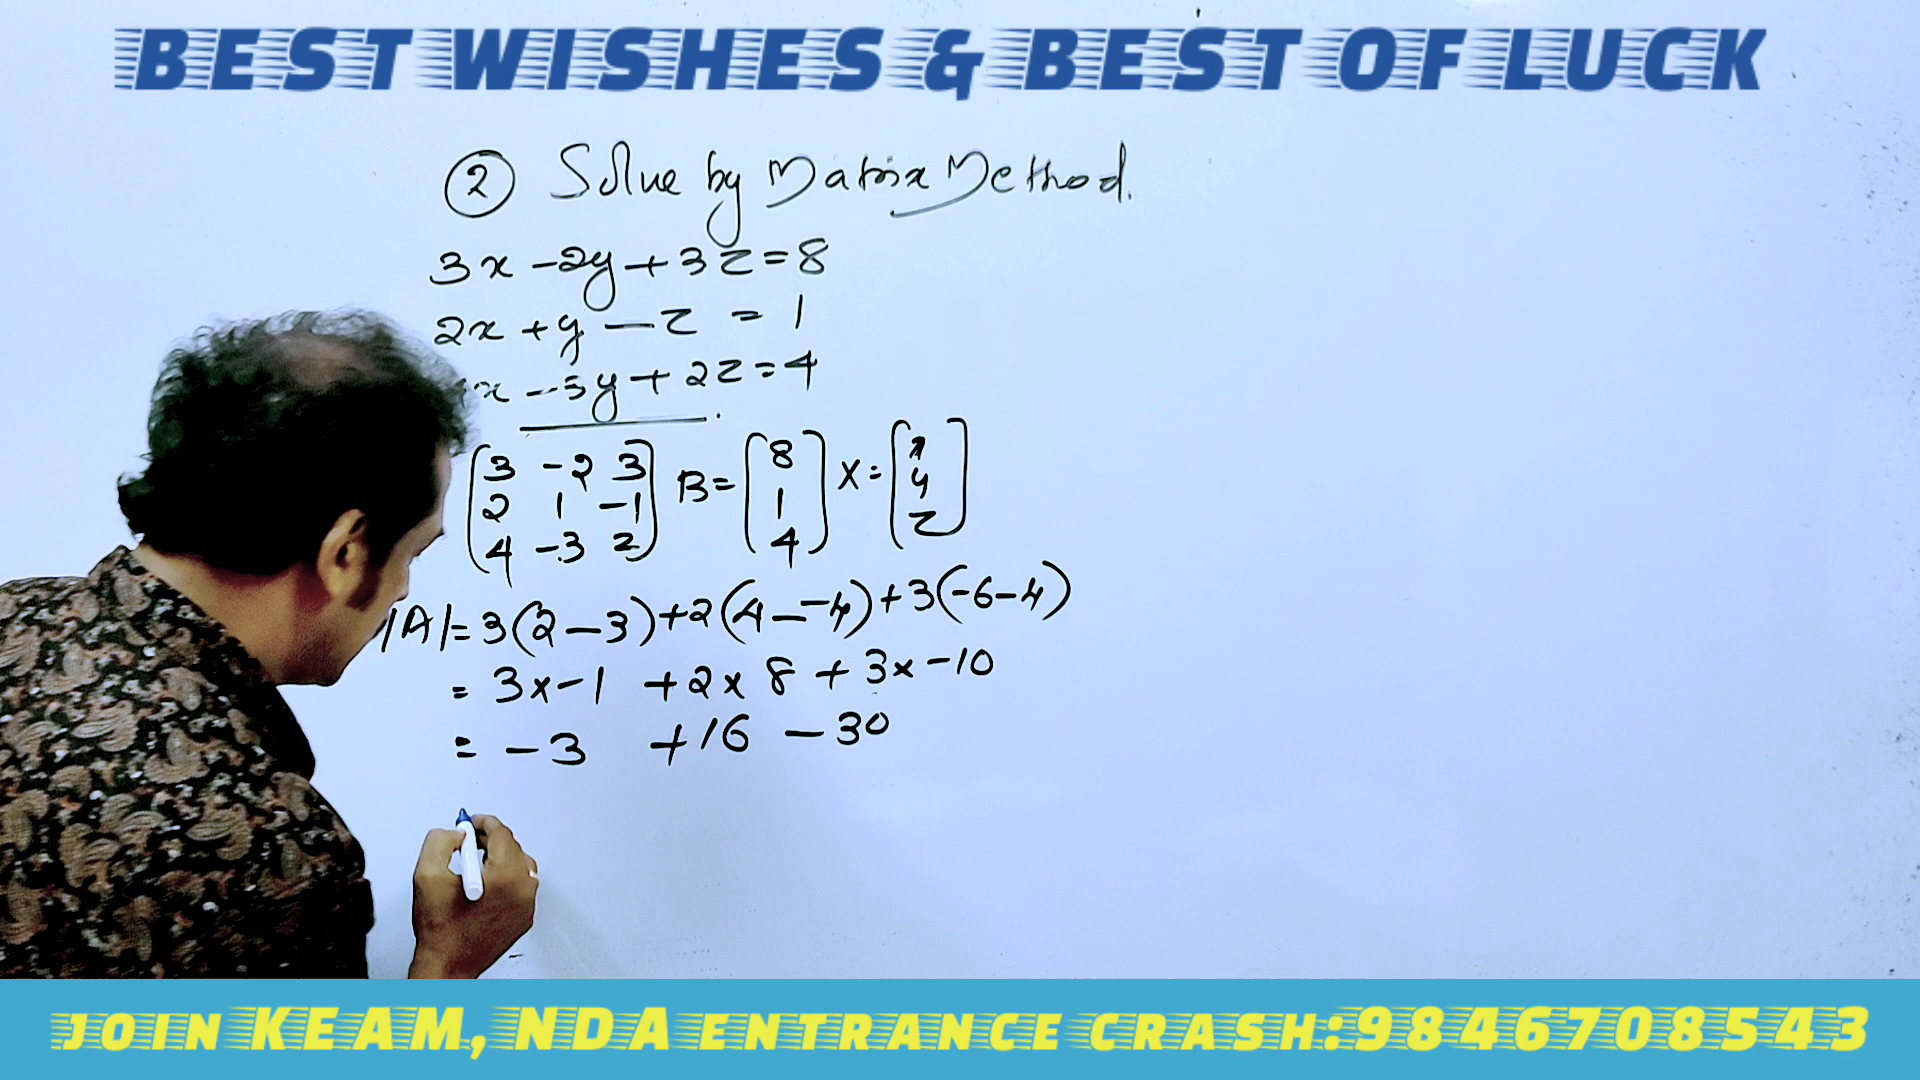 BEST WISHES & BEST OF LUCK
② Solve by Matrix Method.
3x -2y + 3z = 8
2x + y - z = 1
x - 3y + 2z = 4
[3 -2 3 B = [8 X = [x
2 1 -1 1 y
4 -3 2] 4] z]
|A| = 3(2-3)+2(4--4)+3(-6-4)
= 3x-1 +2x 8 + 3x-10
= -3 +16 -30
JOIN KEAM, NDA ENTRANCE CRASH:9846708543